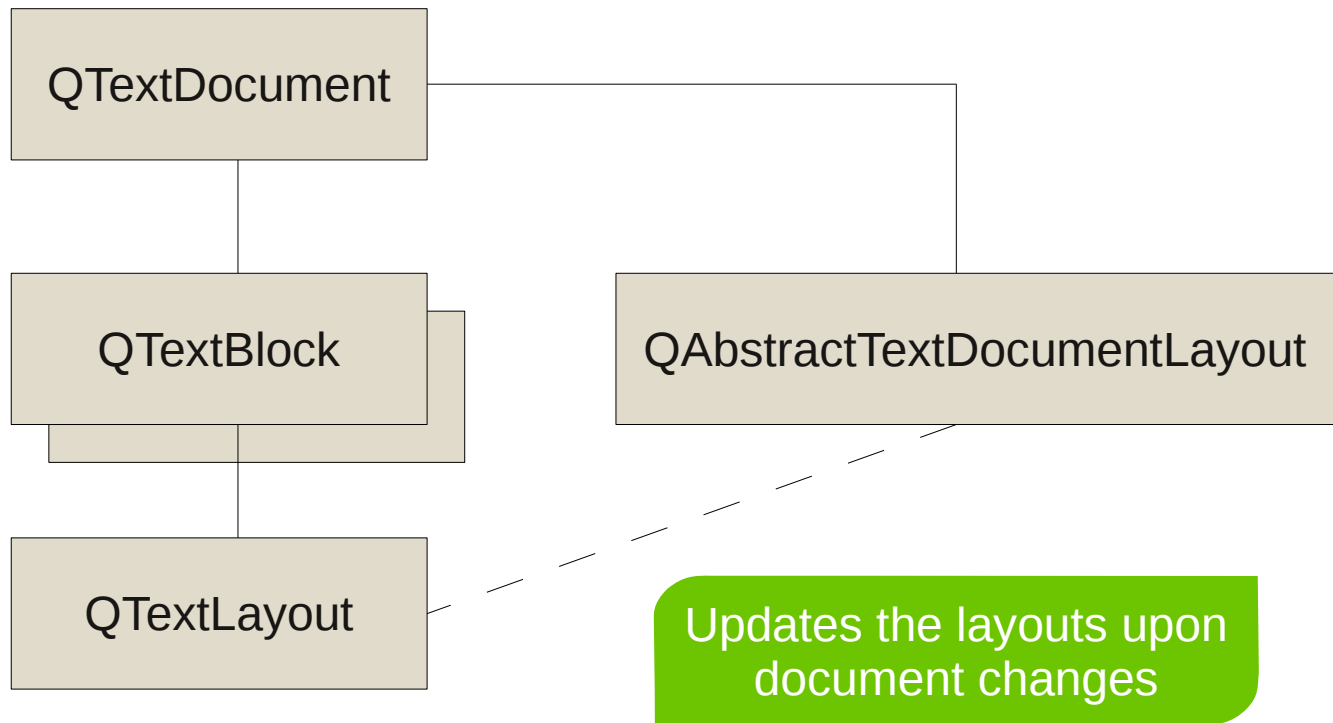 QTextDocument
QTextBlock
QAbstractTextDocumentLayout
QTextLayout
Updates the layouts upon
document changes